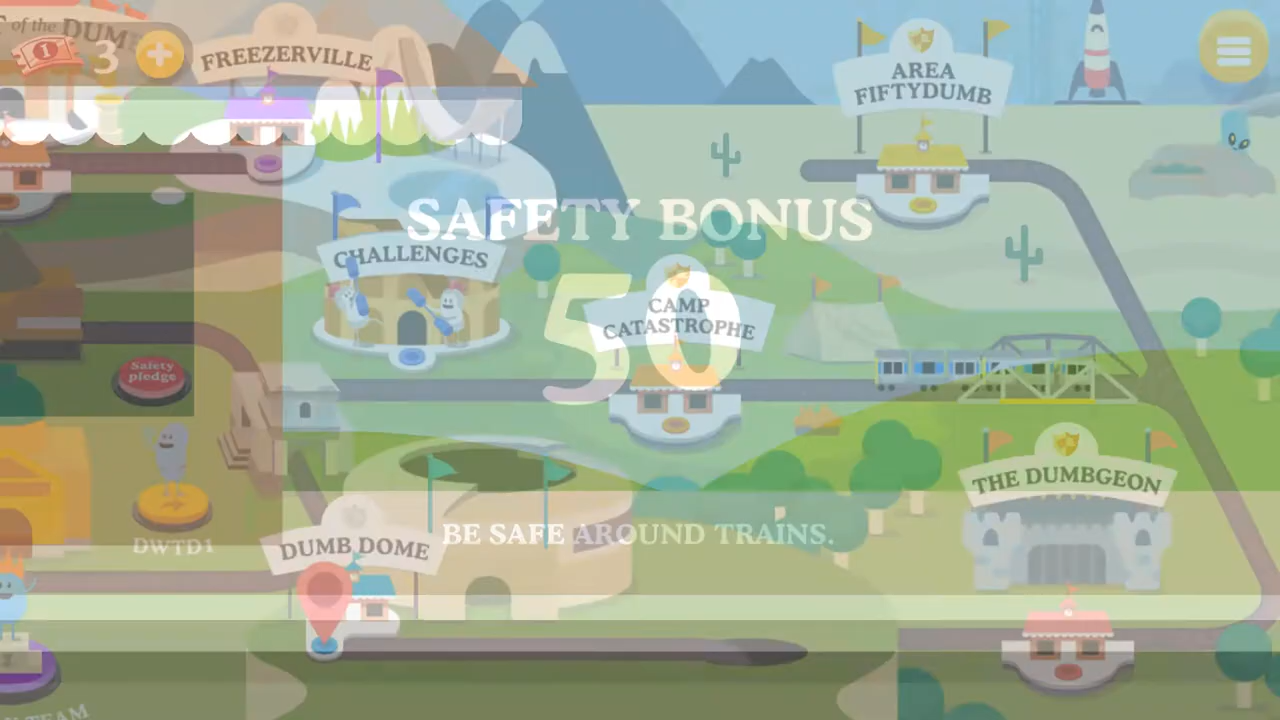 of the DUM
3
FREEZERVILLE
AREA
FIFTYDUMB
SAFETY BONUS
CHALLENGES
50
CAMP
CATASTROPHE
Safety
pledge
THE DUMBGEON
BE SAFE AROUND TRAINS.
DWTD1
DUMB DOME
TEAM